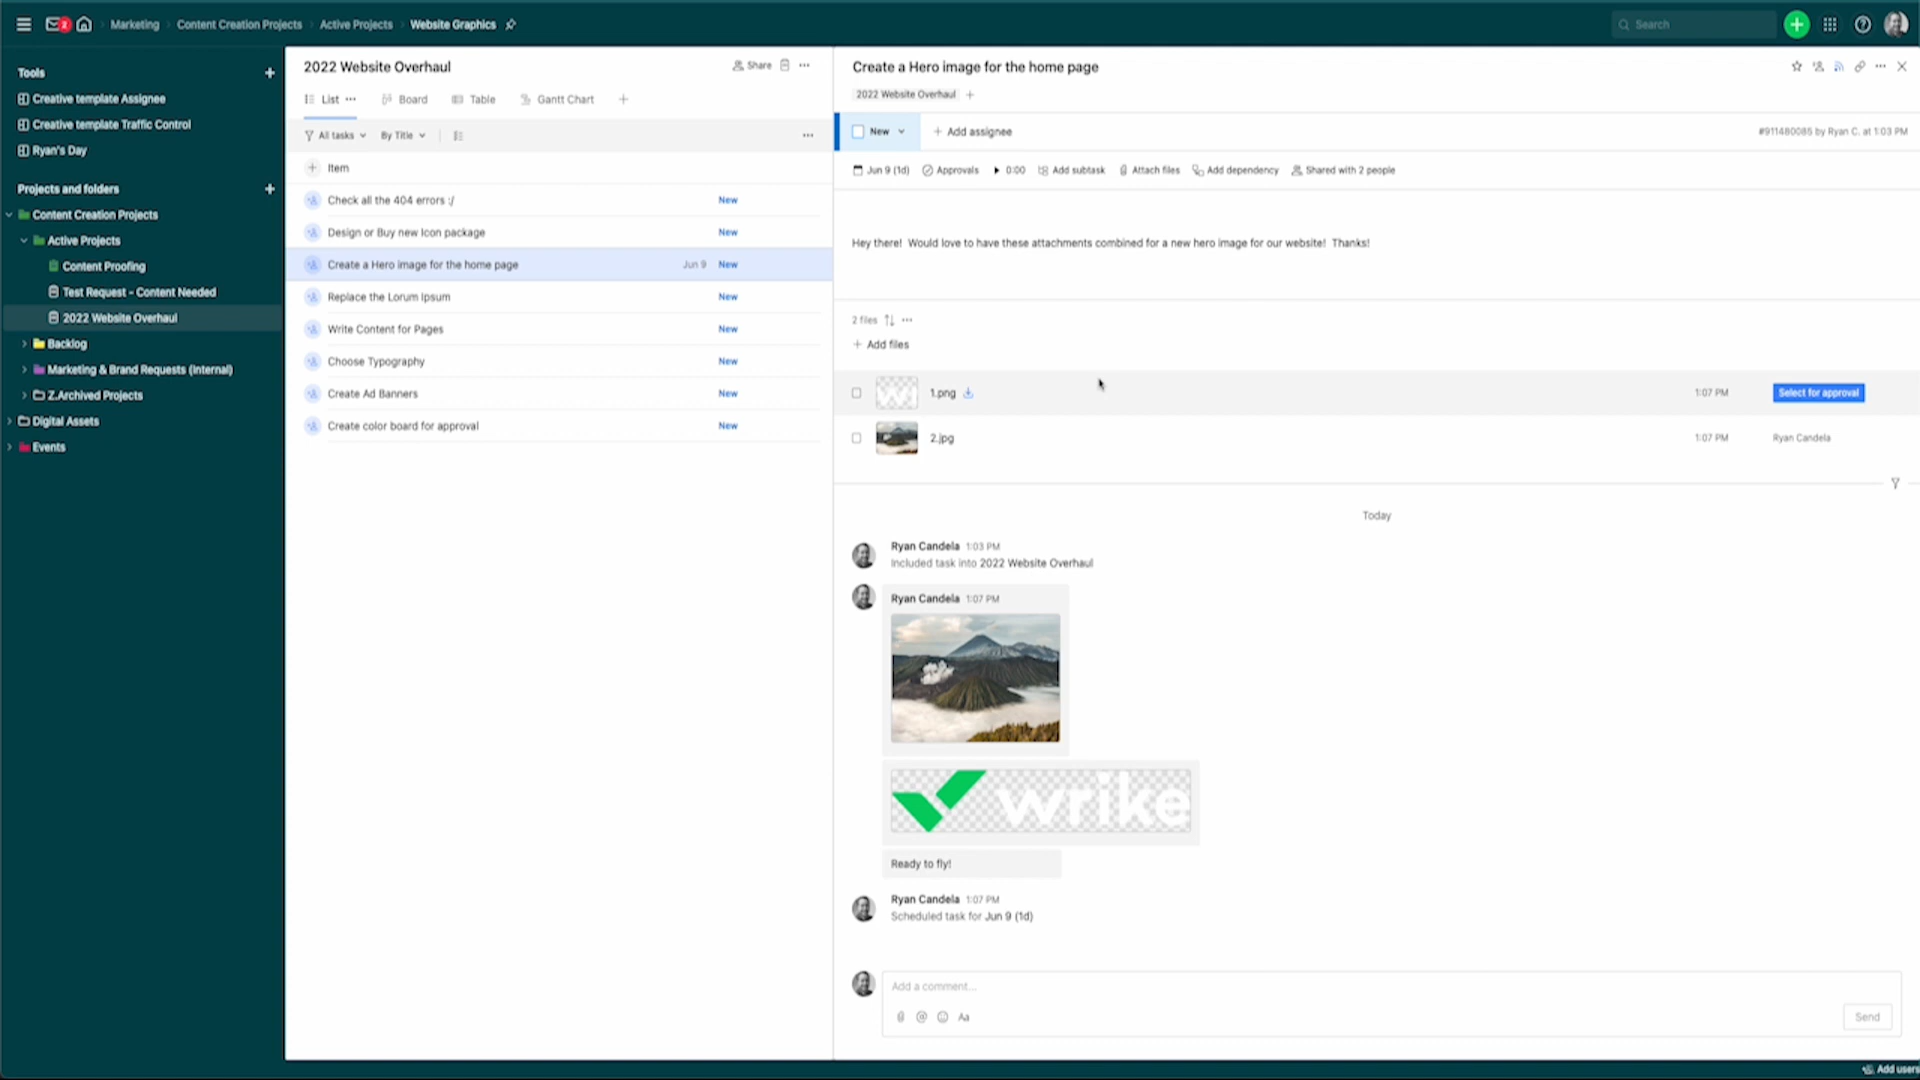 2
Marketing
Content Creation Projects
Active Projects
Website Graphics
Search
Tools
Creative template Assignee
Creative template Traffic Control
Ryan's Day
Projects and folders
Content Creation Projects
Active Projects
Content Proofing
Test Request - Content Needed
2022 Website Overhaul
Backlog
Marketing & Brand Requests (Internal)
Z.Archived Projects
Digital Assets
Events
2022 Website Overhaul
Share
List
Board
Table
Gantt Chart
All tasks
By Title
Item
Check all the 404 errors :/ New
Design or Buy new Icon package New
Create a Hero image for the home page Jun 9 New
Replace the Lorum Ipsum New
Write Content for Pages New
Choose Typography New
Create Ad Banners New
Create color board for approval New
Create a Hero image for the home page
2022 Website Overhaul
New
Add assignee
#911480085 by Ryan C. at 1:03 PM
Jun 9 (1d)
Approvals
0:00
Add subtask
Attach files
Add dependency
Shared with 2 people
Hey there! Would love to have these attachments combined for a new hero image for our website! Thanks!
2 files
Add files
1.png 1:07 PM Select for approval
2.jpg 1:07 PM Ryan Candela
Today
Ryan Candela 1:03 PM
Included task into 2022 Website Overhaul
Ryan Candela 1:07 PM
wrike
Ready to fly!
Ryan Candela 1:07 PM
Scheduled task for Jun 9 (1d)
Add a comment...
Aa
Send
Add users